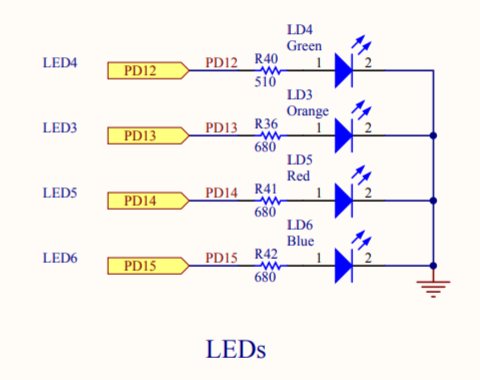 LD4
Green
LED4 PD12 PD12 R40 510 1 2
LD3
Orange
LED3 PD13 PD13 R36 680 1 2
LD5
Red
LED5 PD14 PD14 R41 680 1 2
LD6
Blue
LED6 PD15 PD15 R42 680 1 2
LEDs